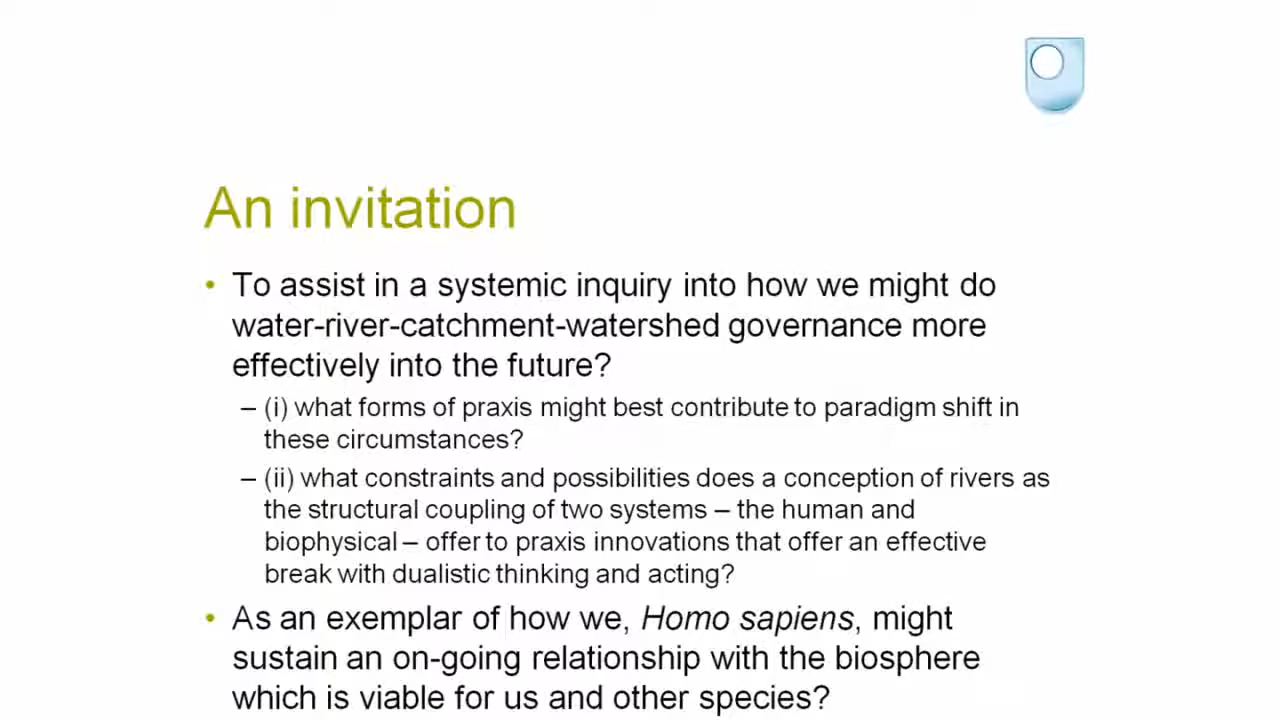 An invitation
• To assist in a systemic inquiry into how we might do
water-river-catchment-watershed governance more
effectively into the future?
– (i) what forms of praxis might best contribute to paradigm shift in
these circumstances?
– (ii) what constraints and possibilities does a conception of rivers as
the structural coupling of two systems – the human and
biophysical – offer to praxis innovations that offer an effective
break with dualistic thinking and acting?
• As an exemplar of how we, Homo sapiens, might
sustain an on-going relationship with the biosphere
which is viable for us and other species?